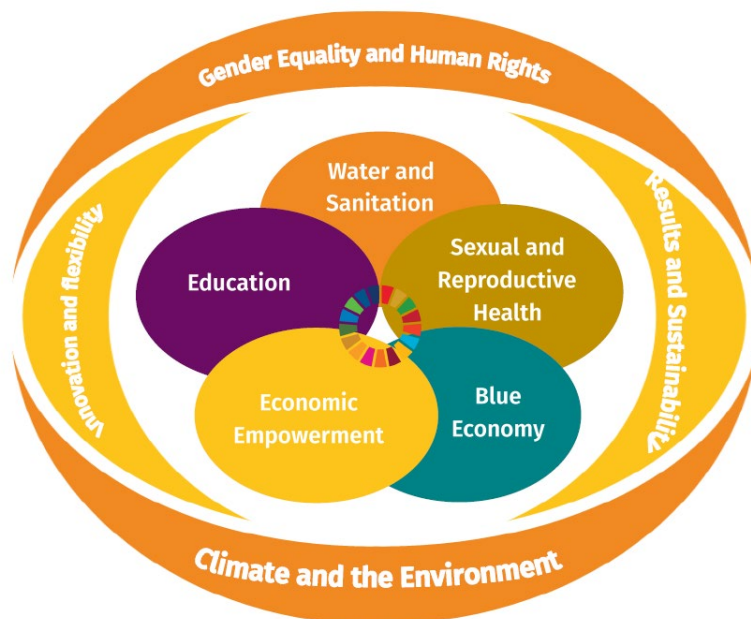 Gender Equality and Human Rights
Water and
Sanitation
Education
Sexual and
Reproductive
Health
Innovation and flexibility
Results and Sustainability
Economic
Empowerment
Blue
Economy
Climate and the Environment